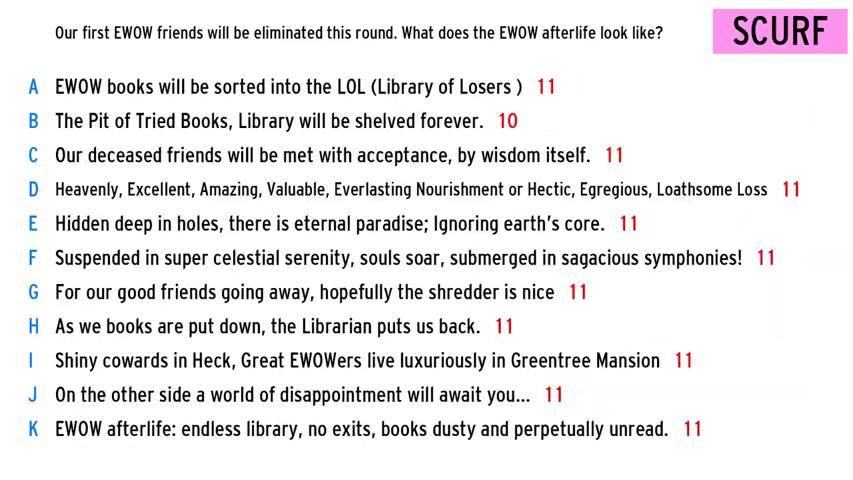 Our first EWOW friends will be eliminated this round. What does the EWOW afterlife look like?
SCURF
A EWOW books will be sorted into the LOL (Library of Losers ) 11
B The Pit of Tried Books, Library will be shelved forever. 10
C Our deceased friends will be met with acceptance, by wisdom itself. 11
D Heavenly, Excellent, Amazing, Valuable, Everlasting Nourishment or Hectic, Egregious, Loathsome Loss 11
E Hidden deep in holes, there is eternal paradise; Ignoring earth's core. 11
F Suspended in super celestial serenity, souls soar, submerged in sagacious symphonies! 11
G For our good friends going away, hopefully the shredder is nice 11
H As we books are put down, the Librarian puts us back. 11
I Shiny cowards in Heck, Great EWOWers live luxuriously in Greentree Mansion 11
J On the other side a world of disappointment will await you... 11
K EWOW afterlife: endless library, no exits, books dusty and perpetually unread. 11